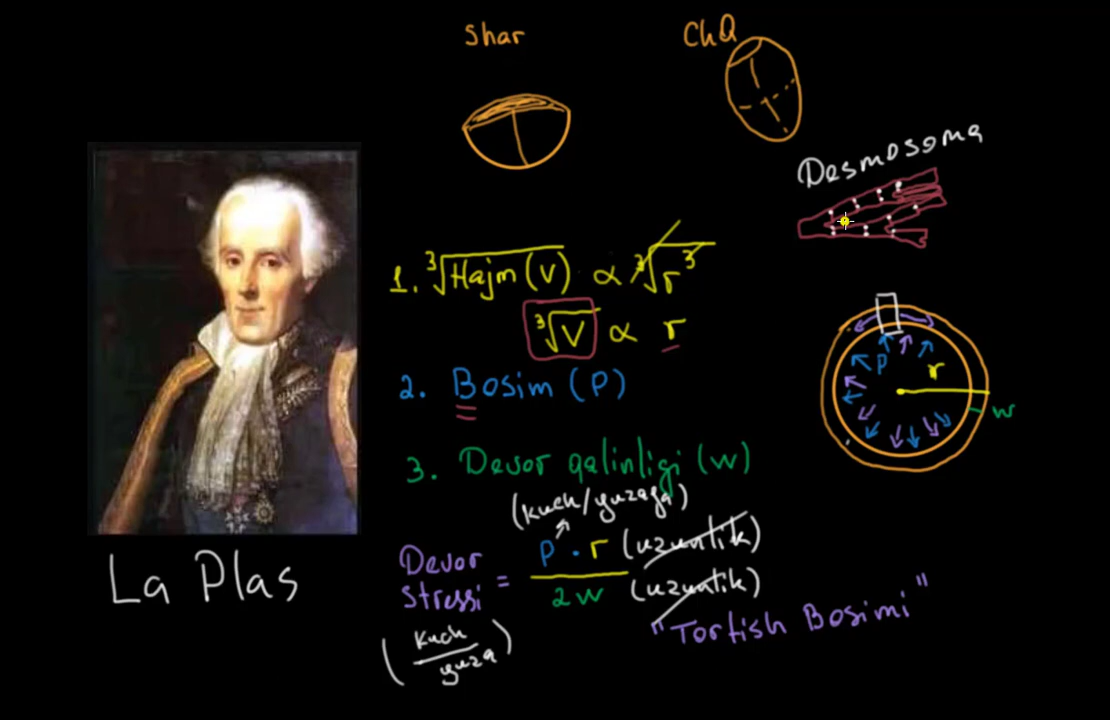 Shar
ChQ
Desmosoma
1. ∛Hajm (V) ∝ ∛r³
∛V ∝ r
2. Bosim (P)
3. Devor qalinligi (w)
(kuch/yuzaga)
Devor stressi = P · r (uzunlik)
2w (uzunlik)
(kuch
yuza)
"Tortish Bosimi"
P
r
w
La Plas